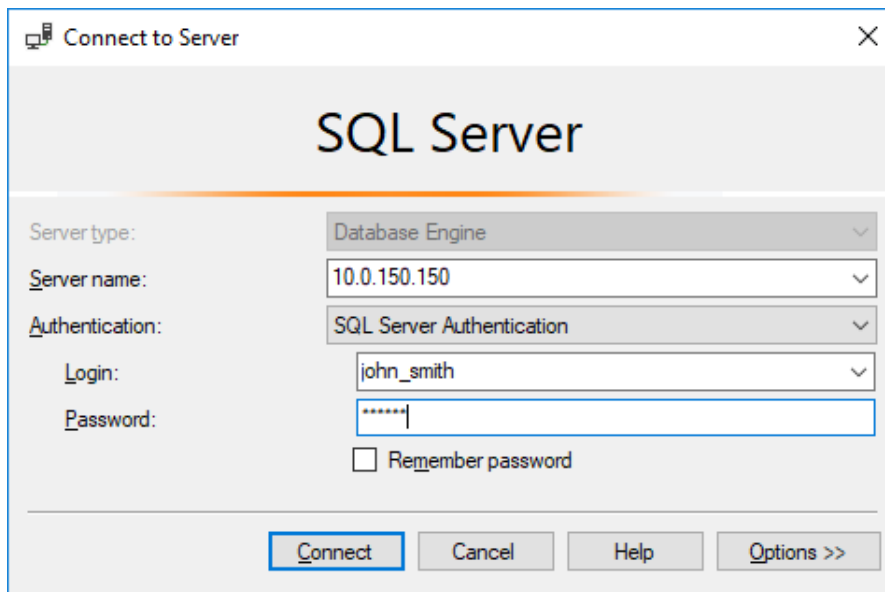 Connect to Server
SQL Server
Server type: Database Engine
Server name: 10.0.150.150
Authentication: SQL Server Authentication
Login: john_smith
Password: ******
Remember password
Connect Cancel Help Options >>